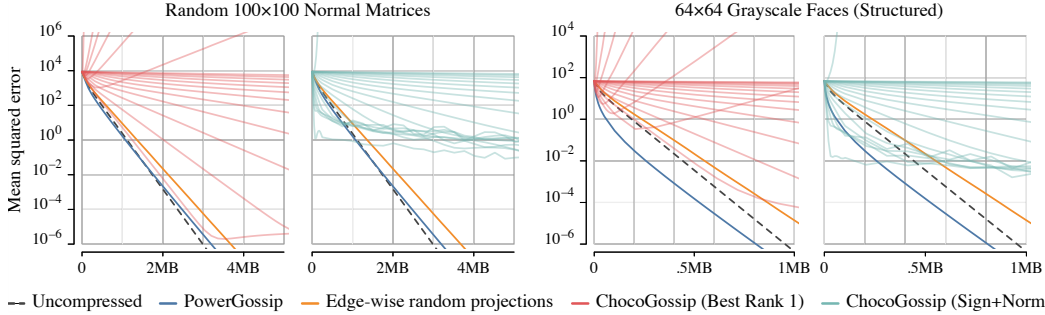 Random 100×100 Normal Matrices
64×64 Grayscale Faces (Structured)
Mean squared error
10^6
10^4
10^2
10^0
10^−2
10^−4
10^−6
0
2MB
4MB
0
2MB
4MB
10^4
10^2
10^0
10^−2
10^−4
10^−6
0
.5MB
1MB
0
.5MB
1MB
Uncompressed PowerGossip Edge-wise random projections ChocoGossip (Best Rank 1) ChocoGossip (Sign+Norm